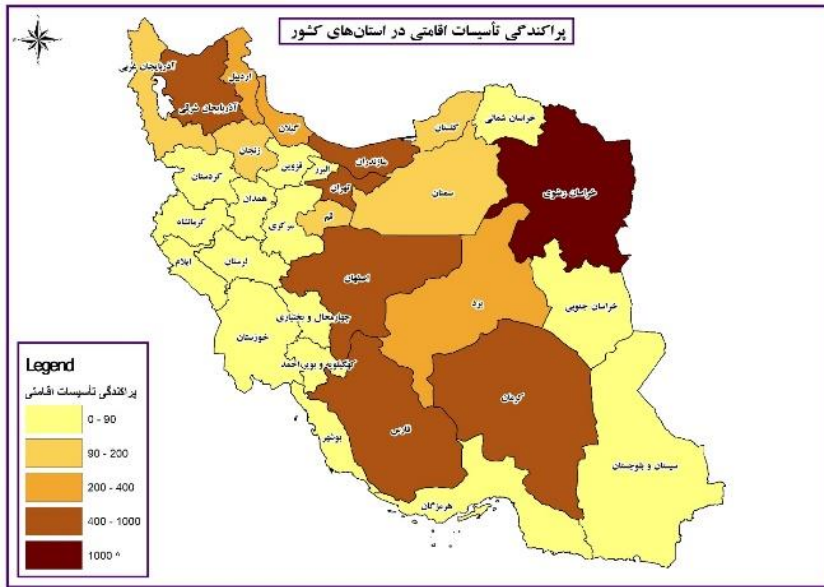 پراکندگی تأسیسات اقامتی در استان‌های کشور
آذربایجان غربی
اردبیل
آذربایجان شرقی
گیلان
زنجان
کردستان
قزوین
البرز
مازندران
گلستان
خراسان شمالی
خراسان رضوی
تهران
سمنان
همدان
کرمانشاه
مرکزی
قم
ایلام
لرستان
اصفهان
یزد
خراسان جنوبی
چهارمحال و بختیاری
خوزستان
کهگیلویه و بویر احمد
فارس
کرمان
بوشهر
سیستان و بلوچستان
هرمزگان
Legend
پراکندگی تأسیسات اقامتی
0 - 90
90 - 200
200 - 400
400 - 1000
1000 ^